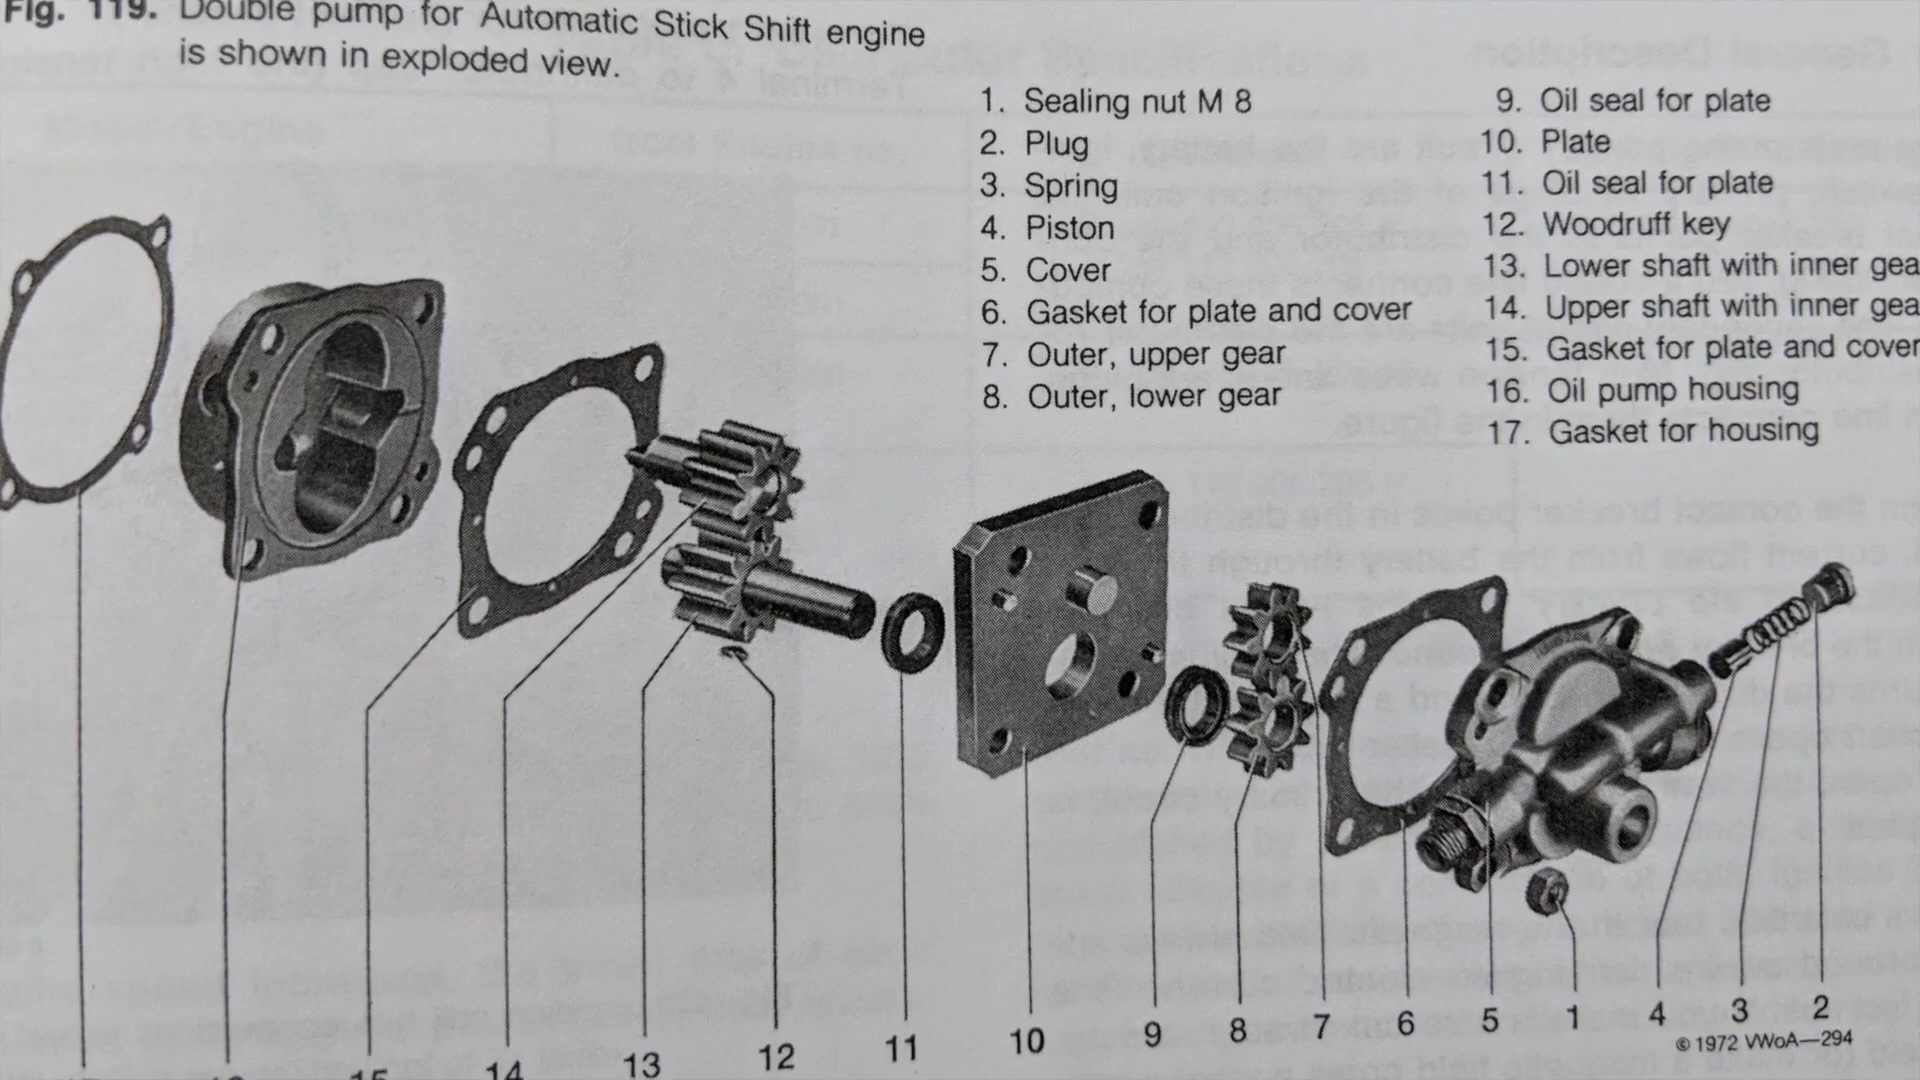 Fig. 119. Double pump for Automatic Stick Shift engine
is shown in exploded view.
1. Sealing nut M 8
2. Plug
3. Spring
4. Piston
5. Cover
6. Gasket for plate and cover
7. Outer, upper gear
8. Outer, lower gear
9. Oil seal for plate
10. Plate
11. Oil seal for plate
12. Woodruff key
13. Lower shaft with inner gea
14. Upper shaft with inner gea
15. Gasket for plate and cover
16. Oil pump housing
17. Gasket for housing
15 14 13 12 11 10 9 8 7 6 5 1 4 3 2
© 1972 VWoA—294